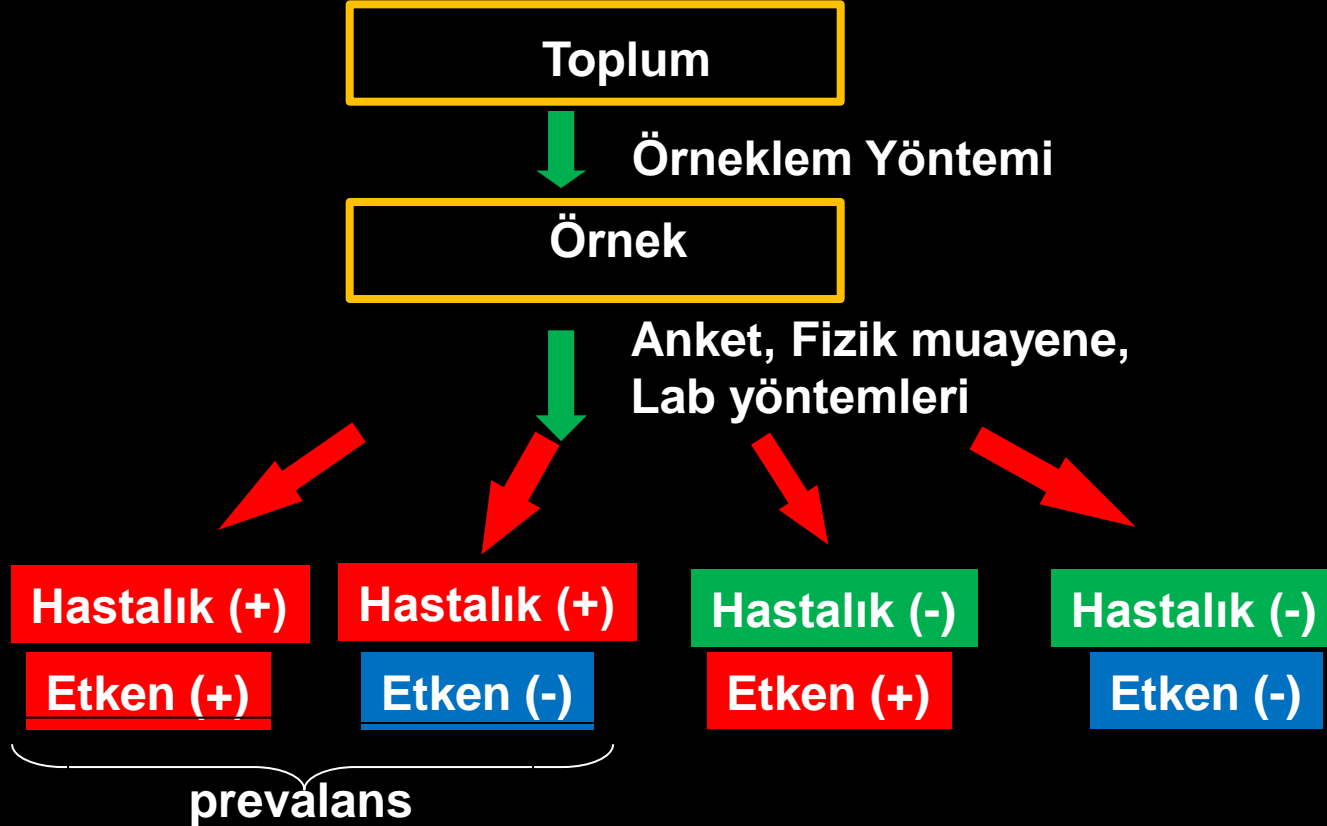 Toplum
Örneklem Yöntemi
Örnek
Anket, Fizik muayene,
Lab yöntemleri
Hastalık (+)
Hastalık (+)
Hastalık (-)
Hastalık (-)
Etken (+)
Etken (-)
Etken (+)
Etken (-)
prevalans